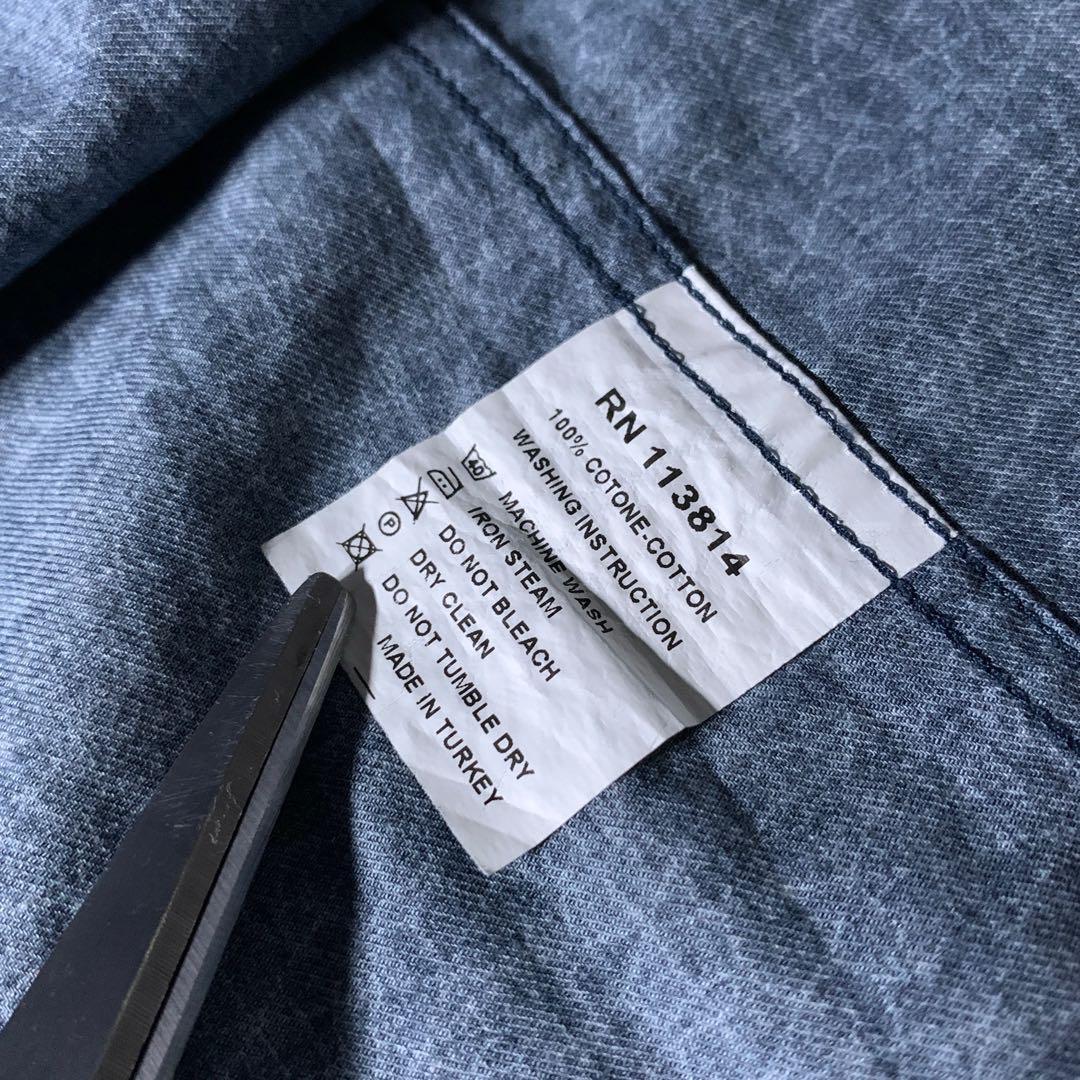 RN 113814
100% COTONE-COTTON
WASHING INSTRUCTION
40 MACHINE WASH
IRON STEAM
DO NOT BLEACH
P DRY CLEAN
DO NOT TUMBLE DRY
MADE IN TURKEY